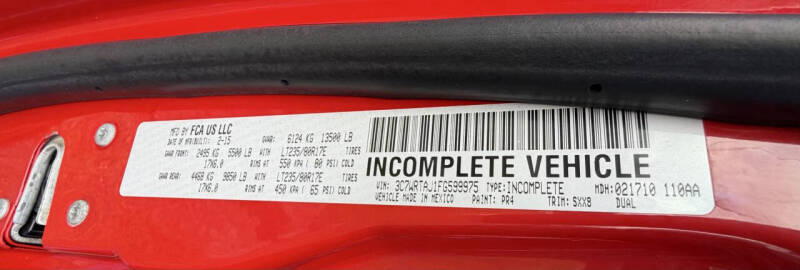 MFD BY: FCA US LLC
DATE OF MFR(BUILT): 2-15 GVWR: 6124 KG 13500 LB
GAWR FRONT: 2495 KG 5500 LB WITH LT235/80R17E TIRES
17X6.0 RIMS AT 550 KPA ( 80 PSI) COLD
GAWR REAR: 4468 KG 9850 LB WITH LT235/80R17E TIRES
17X6.0 RIMS AT 450 KPA ( 65 PSI) COLD
INCOMPLETE VEHICLE
VIN: 3C7WRTAJ1FG599975 TYPE: INCOMPLETE MDH: 021710 110AA
VEHICLE MADE IN MEXICO PAINT: PR4 TRIM: SXX8 DUAL